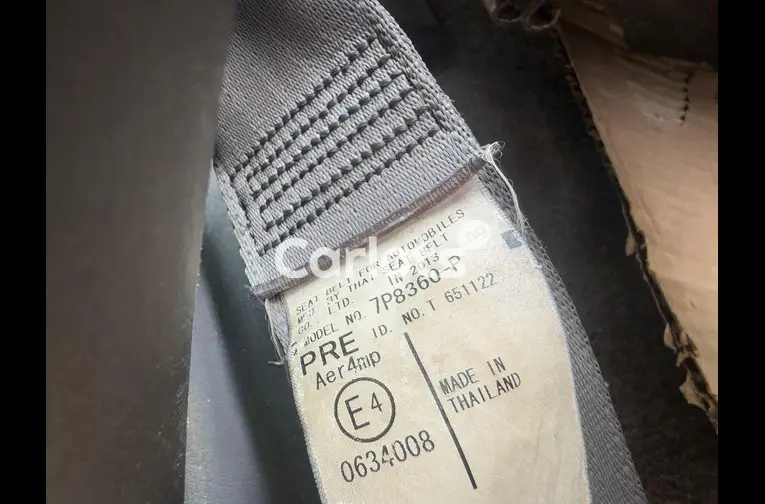 SEAT BELT FOR AUTOMOBILES
MFD BY THAI SEAT BELT
CO. LTD. IN 2013
MODEL NO. 7P8360-P
PRE ID. NO. T 651122
Aer4mp
E4
0634008
MADE IN
THAILAND